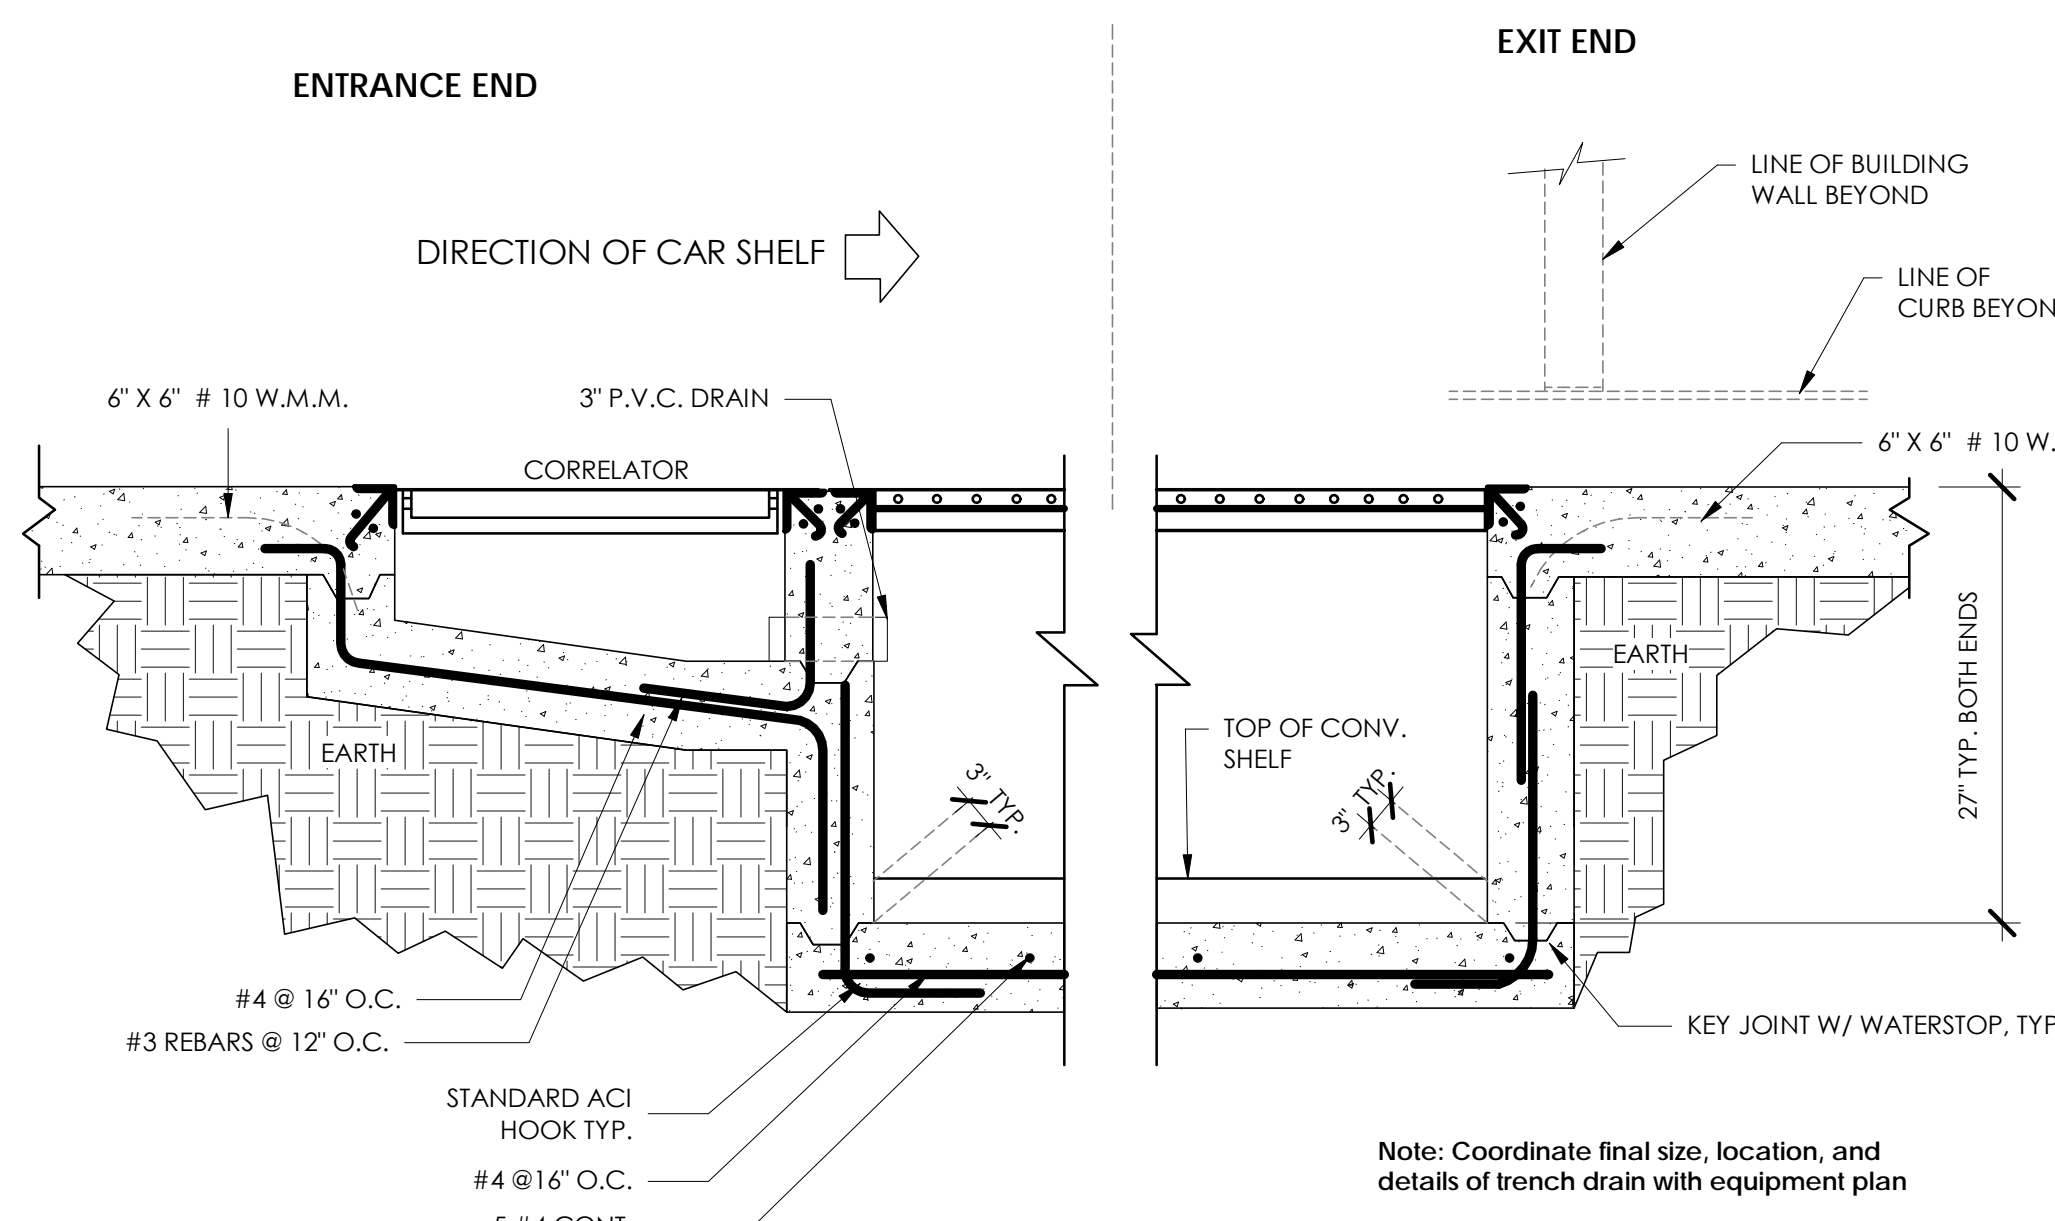 EXIT END
ENTRANCE END
LINE OF BUILDING
WALL BEYOND
DIRECTION OF CAR SHELF
LINE OF
CURB BEYON
6" X 6" # 10 W.M.M.
3" P.V.C. DRAIN
CORRELATOR
6" X 6" # 10 W.
EARTH
27" TYP. BOTH ENDS
TOP OF CONV.
SHELF
EARTH
3" TYP.
3" TYP.
#4 @ 16" O.C.
#3 REBARS @ 12" O.C.
KEY JOINT W/ WATERSTOP, TYP
STANDARD ACI
HOOK TYP.
#4 @16" O.C.
5 #4 CONT.
Note: Coordinate final size, location, and
details of trench drain with equipment plan